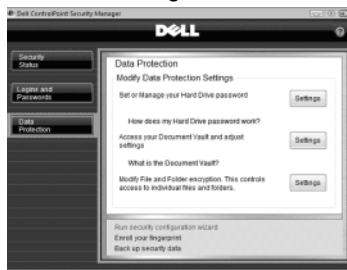 Dell ControlPoint Security Manager
DELL
Security
Status
Logins and
Passwords
Data
Protection
Data Protection
Modify Data Protection Settings
Set or Manage your Hard Drive password
Settings
How does my Hard Drive password work?
Access your Document Vault and adjust
settings
Settings
What is the Document Vault?
Modify File and Folder encryption. This controls
access to individual files and folders.
Settings
Run security configuration wizard
Enroll your fingerprint
Back up security data